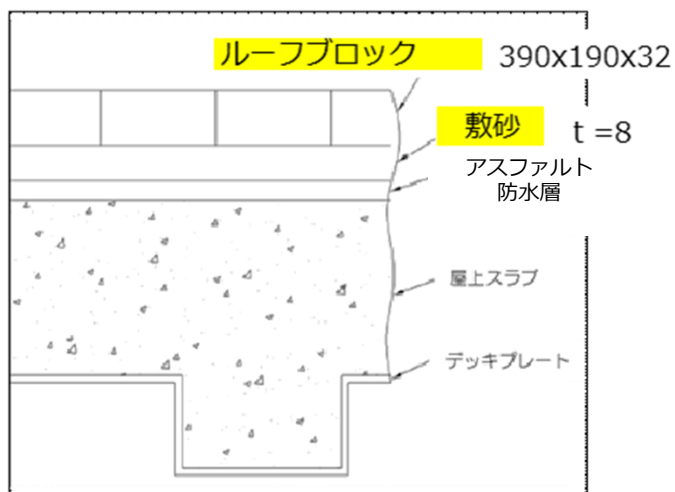 ルーフブロック 390x190x32
敷砂 t =8
アスファルト
防水層
屋上スラブ
デッキプレート